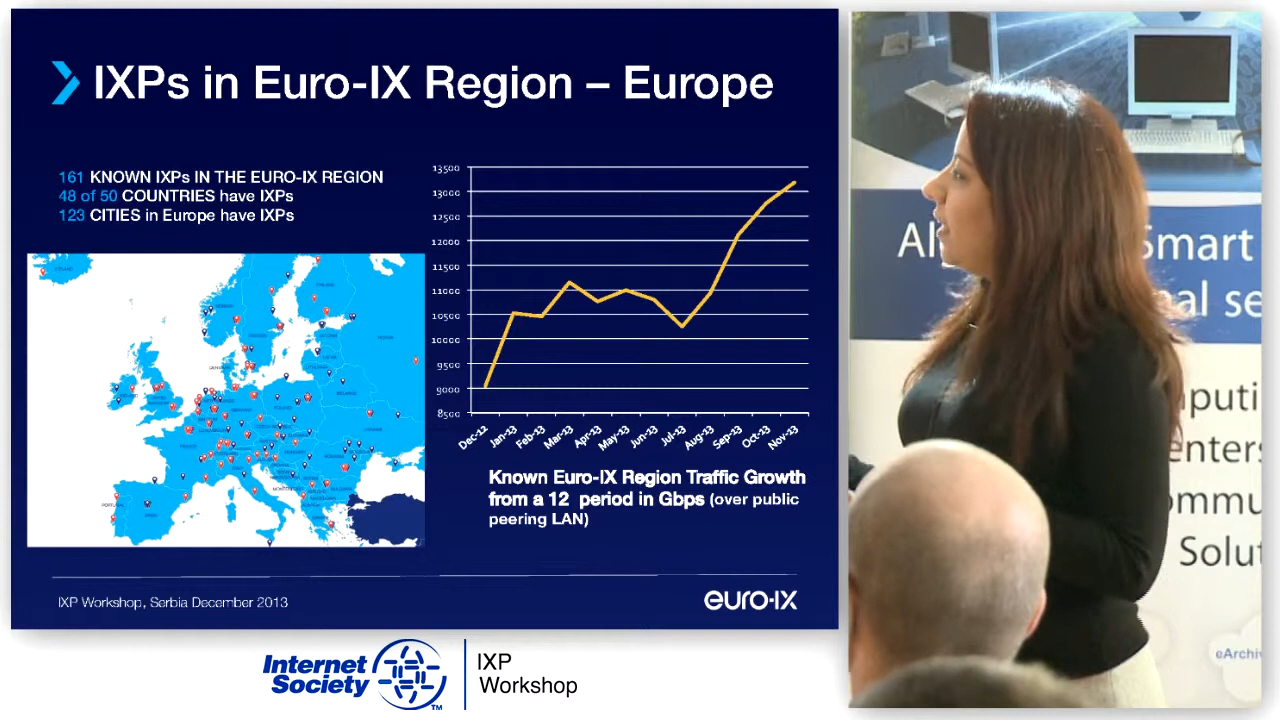 IXPs in Euro-IX Region – Europe
161 KNOWN IXPs IN THE EURO-IX REGION
48 of 50 COUNTRIES have IXPs
123 CITIES in Europe have IXPs
13500
13000
12500
12000
11500
11000
10500
10000
9500
9000
8500
Dec-12
Jan-13
Feb-13
Mar-13
Apr-13
May-13
Jun-13
Jul-13
Aug-13
Sep-13
Oct-13
Nov-13
Known Euro-IX Region Traffic Growth
from a 12 period in Gbps (over public
peering LAN)
IXP Workshop, Serbia December 2013
euro-ix
Internet
Society
TM
IXP
Workshop
Smart
nal se
puti
enters
ommu
Solut
eArchiv